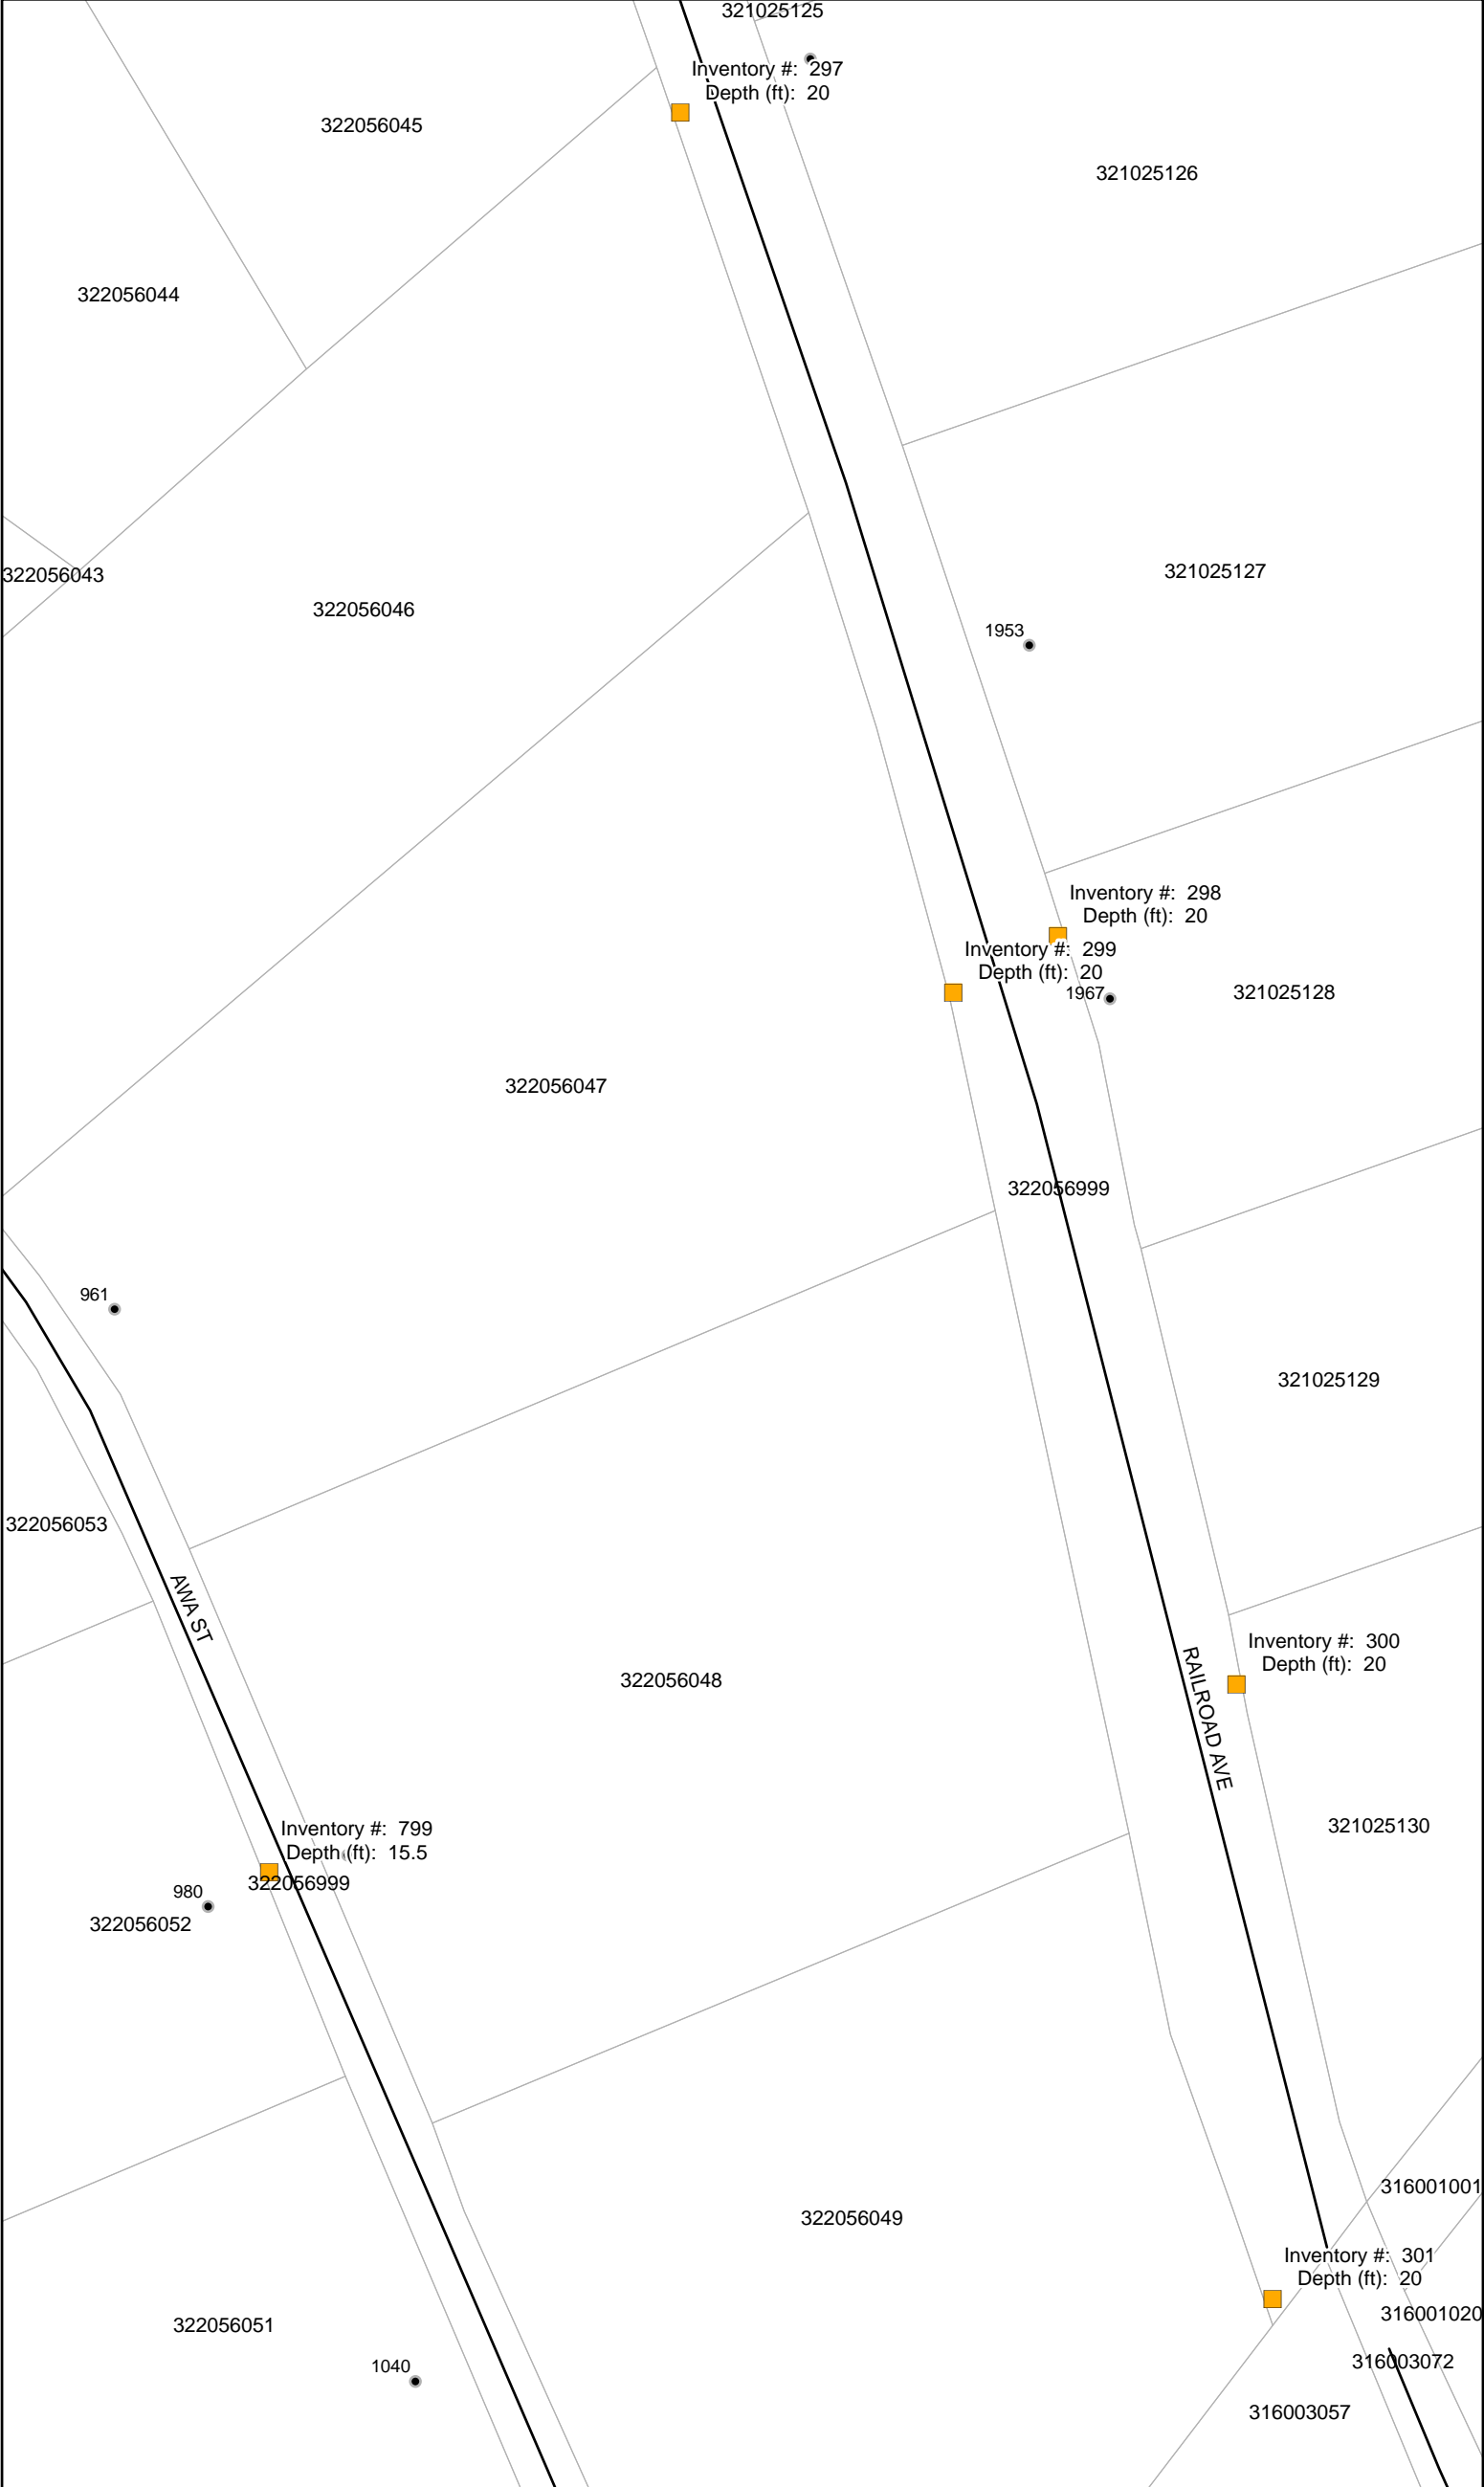 321025125
Inventory #: 297
Depth (ft): 20
322056045
321026126
322056044
322056043
321025127
322056046
1953
Inventory #: 298
Depth (ft): 20
Inventory #: 299
Depth (ft): 20
1967
321025128
322056047
322056999
961
321025129
322056053
AWA ST
Inventory #: 300
Depth (ft): 20
322056048
RAILROAD AVE
Inventory #: 799
Depth (ft): 15.5
321025130
322056999
980
322056052
316001001
322056049
Inventory #: 301
Depth (ft): 20
316001020
322056051
316003072
1040
316003057